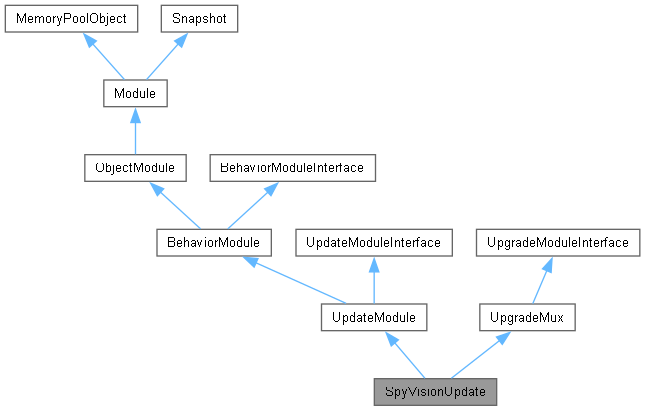 MemoryPoolObject
Snapshot
Module
ObjectModule
BehaviorModuleInterface
BehaviorModule
UpdateModuleInterface
UpgradeModuleInterface
UpdateModule
UpgradeMux
SpyVisionUpdate